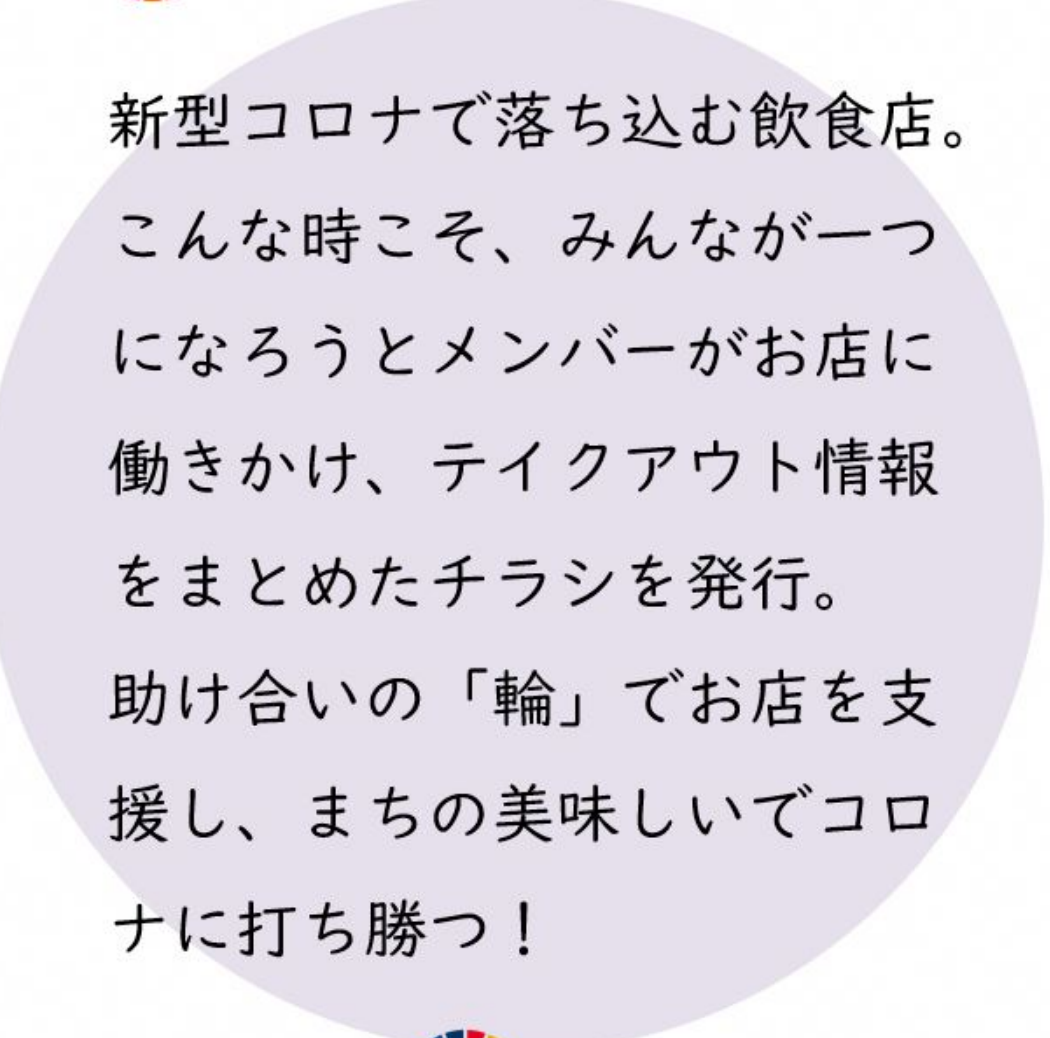 新型コロナで落ち込む飲食店。
こんな時こそ、みんなが一つ
になろうとメンバーがお店に
働きかけ、テイクアウト情報
をまとめたチラシを発行。
助け合いの「輪」でお店を支
援し、まちの美味しいでコロ
ナに打ち勝つ！